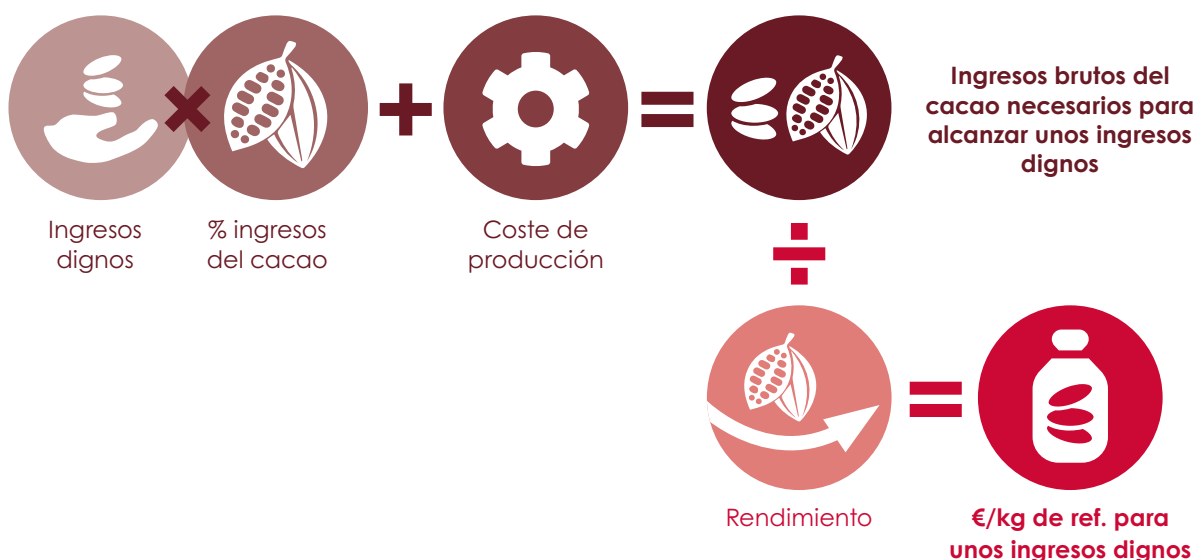 Ingresos brutos del
cacao necesarios para
alcanzar unos ingresos
dignos
Ingresos
dignos
% ingresos
del cacao
Coste de
producción
Rendimiento
€/kg de ref. para
unos ingresos dignos